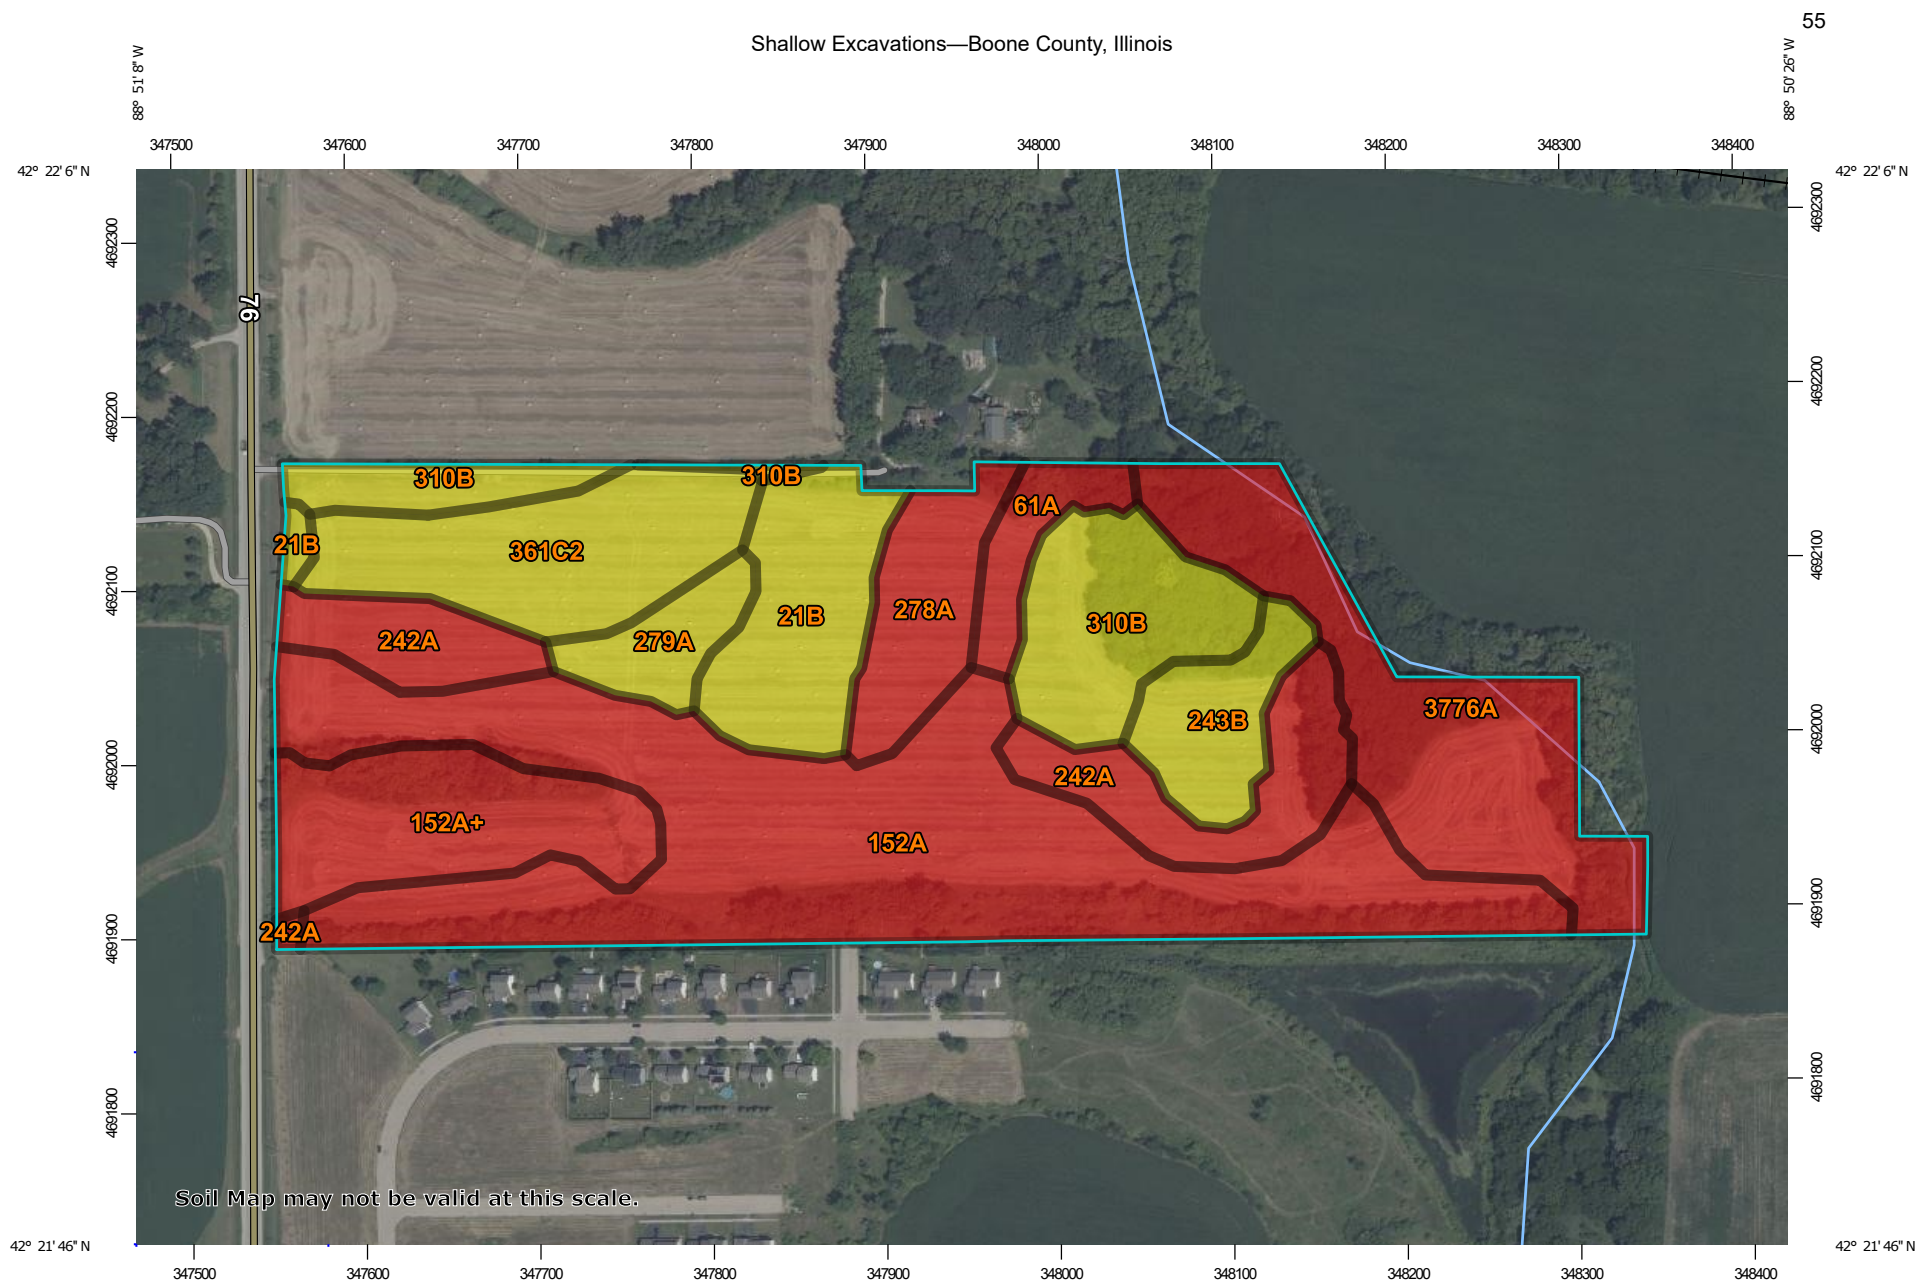 55
Shallow Excavations—Boone County, Illinois
88° 51' 8" W
88° 50' 26" W
347500 347600 347700 347800 347900 348000 348100 348200 348300 348400
42° 22' 6" N
42° 22' 6" N
4692300
4692300
76
4692200
4692200
310B
310B
61A
21B
361C2
4692100
4692100
278A
21B
310B
242A
279A
3776A
243B
4692000
4692000
242A
152A+
152A
242A
4691900
4691900
4691800
4691800
Soil Map may not be valid at this scale.
42° 21' 46" N
42° 21' 46" N
347500 347600 347700 347800 347900 348000 348100 348200 348300 348400